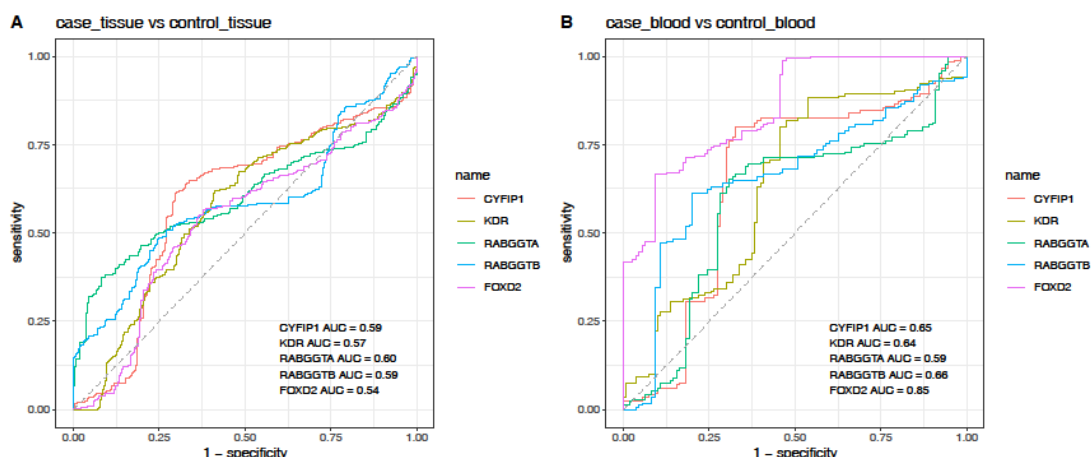 A case_tissue vs control_tissue
1.00
0.75
0.50
0.25
0.00
sensitivity
CYFIP1 AUC = 0.59
KDR AUC = 0.57
RABGGTA AUC = 0.60
RABGGTB AUC = 0.59
FOXD2 AUC = 0.54
0.00 0.25 0.50 0.75 1.00
1 − specificity
name
CYFIP1
KDR
RABGGTA
RABGGTB
FOXD2
B case_blood vs control_blood
1.00
0.75
0.50
0.25
0.00
sensitivity
CYFIP1 AUC = 0.65
KDR AUC = 0.64
RABGGTA AUC = 0.59
RABGGTB AUC = 0.66
FOXD2 AUC = 0.85
0.00 0.25 0.50 0.75 1.00
1 − specificity
name
CYFIP1
KDR
RABGGTA
RABGGTB
FOXD2